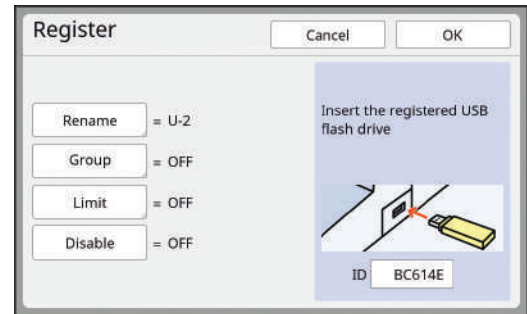 Register
Cancel
OK
Rename = U-2
Group = OFF
Limit = OFF
Disable = OFF
Insert the registered USB
flash drive
ID BC614E